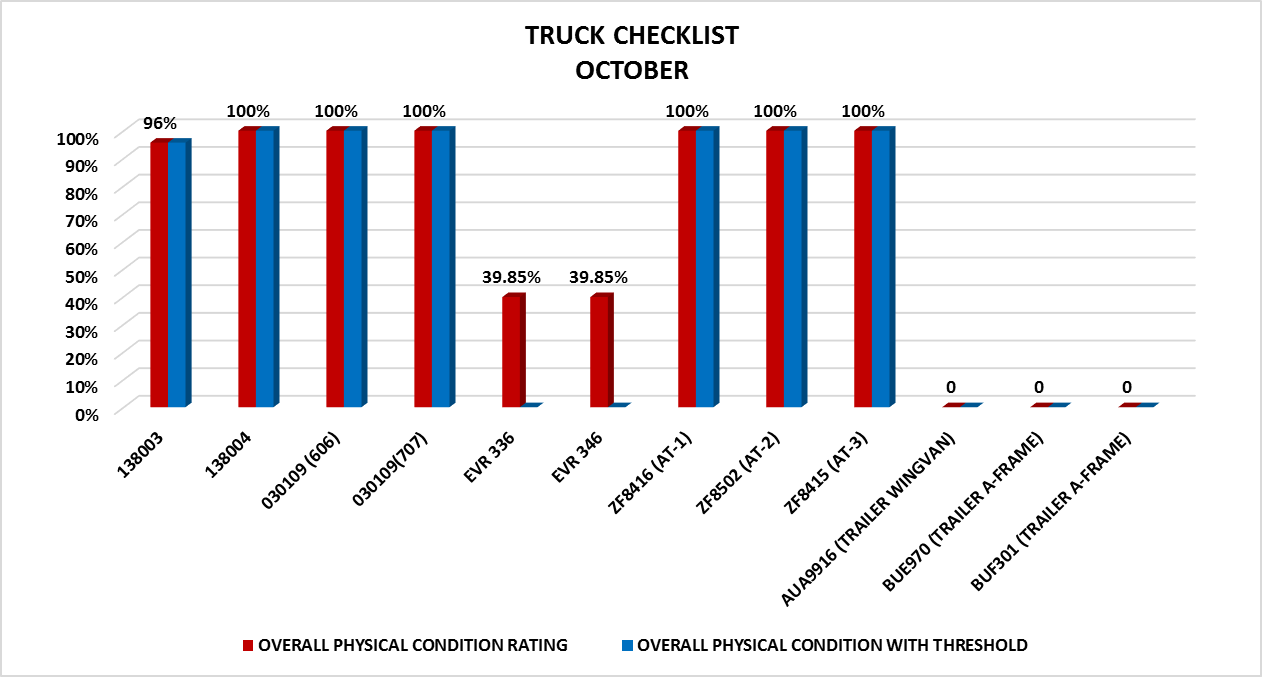 TRUCK CHECKLIST
OCTOBER
96%
100%
100%
100%
39.85%
39.85%
100%
100%
100%
0
0
0
100%
90%
80%
70%
60%
50%
40%
30%
20%
10%
0%
138003
138004
030109 (606)
030109(707)
EVR 336
EVR 346
ZF8416 (AT-1)
ZF8502 (AT-2)
ZF8415 (AT-3)
AUA9916 (TRAILER WINGVAN)
BUE970 (TRAILER A-FRAME)
BUF301 (TRAILER A-FRAME)
OVERALL PHYSICAL CONDITION RATING
OVERALL PHYSICAL CONDITION WITH THRESHOLD